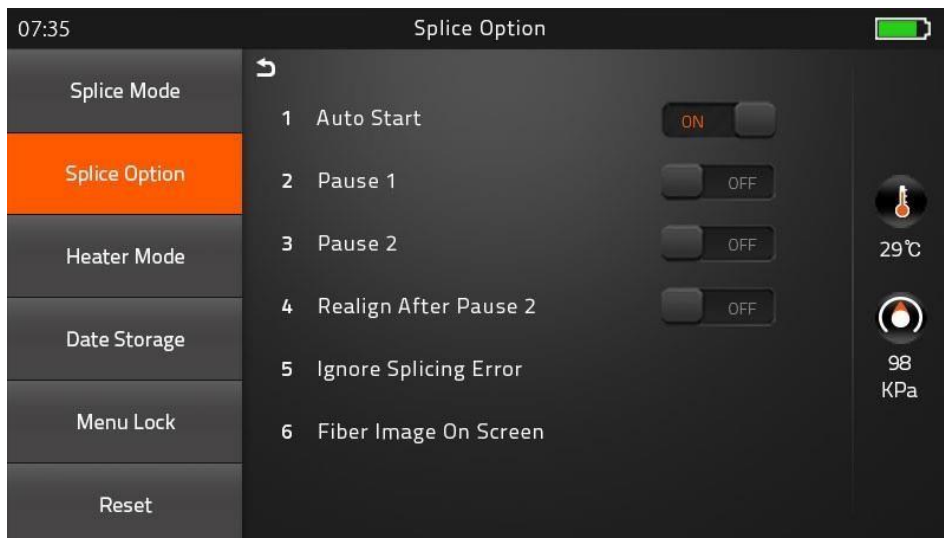 07:35 Splice Option
Splice Mode
Splice Option
Heater Mode
Date Storage
Menu Lock
Reset
1 Auto Start ON
2 Pause 1 OFF
3 Pause 2 OFF
4 Realign After Pause 2 OFF
5 Ignore Splicing Error
6 Fiber Image On Screen
29℃
98
KPa